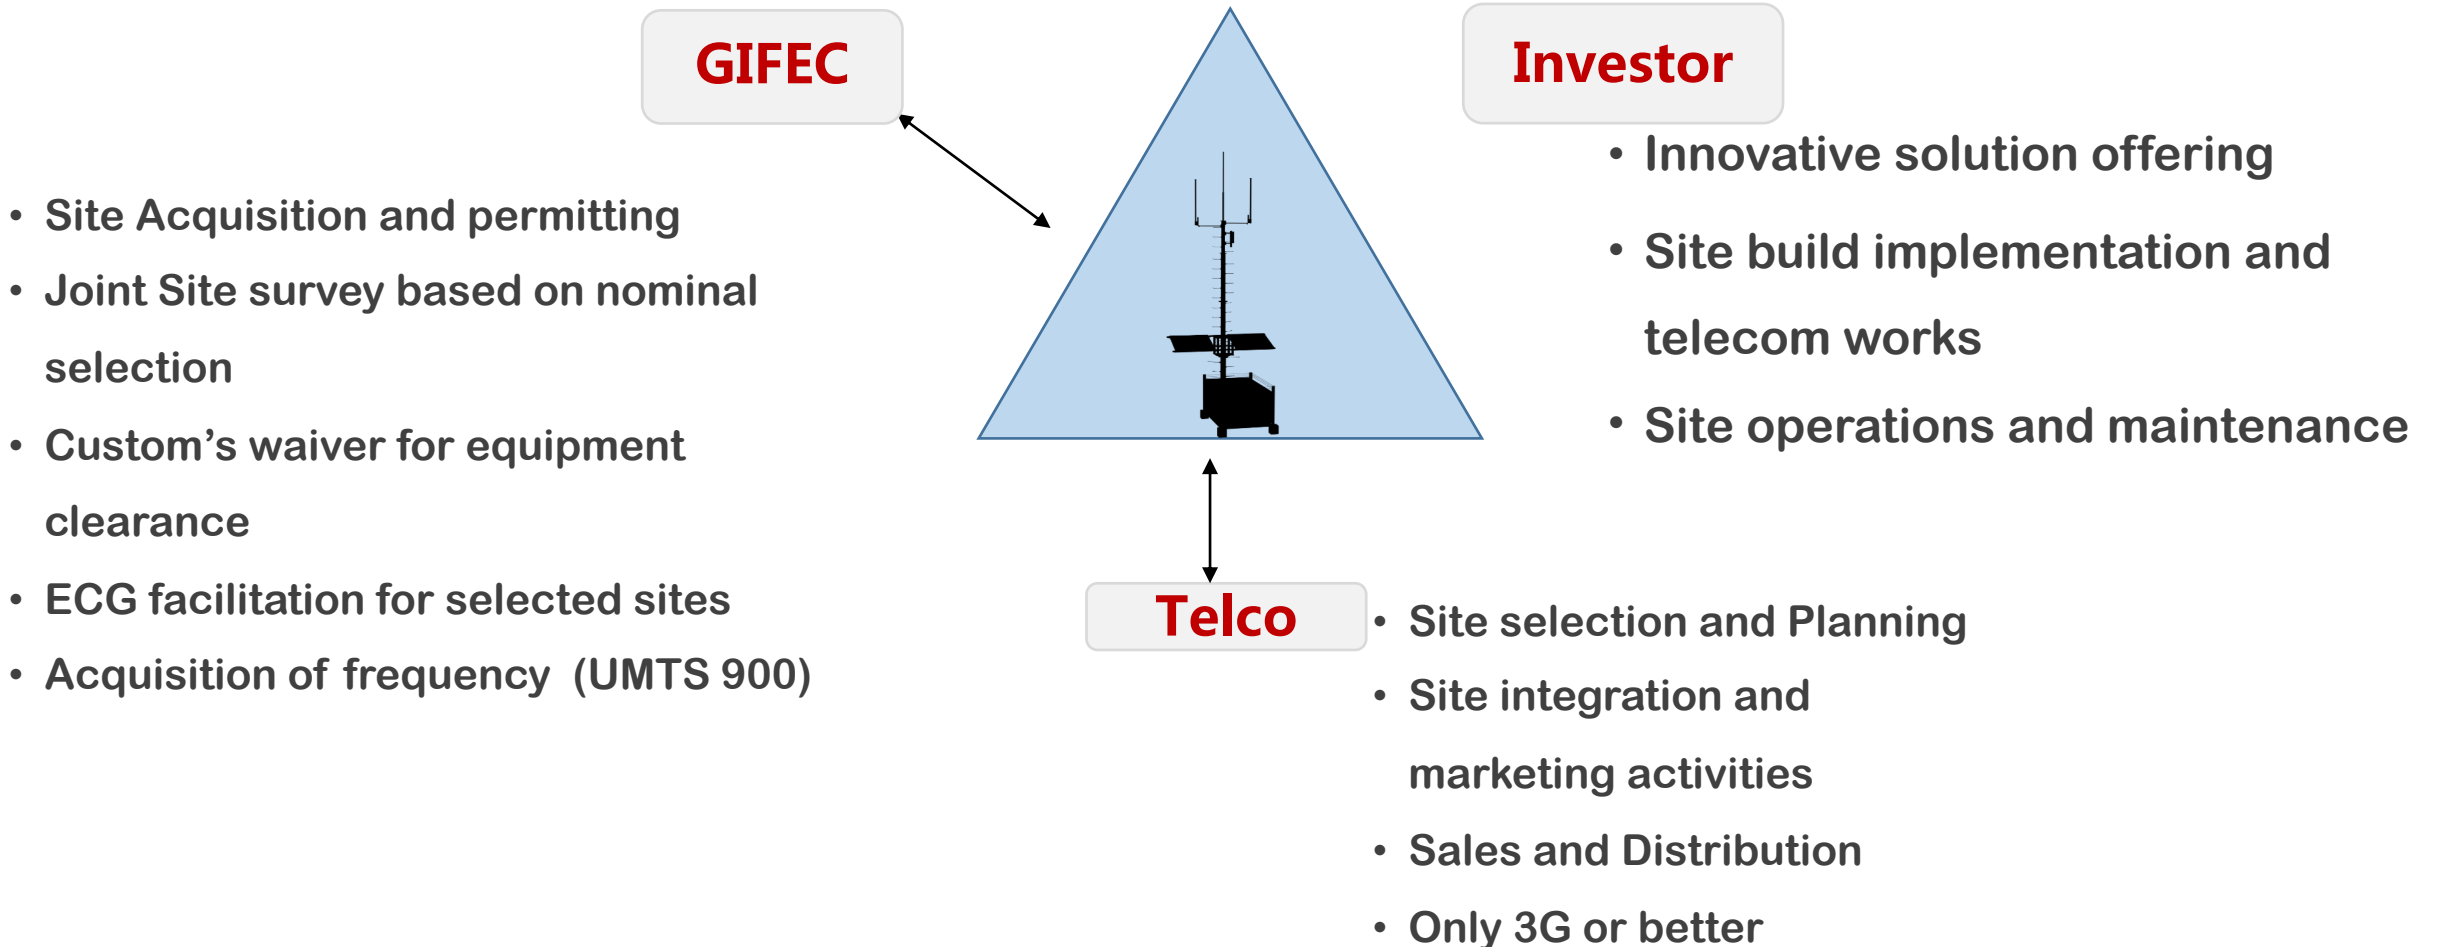 GIFEC
• Site Acquisition and permitting
• Joint Site survey based on nominal
selection
• Custom’s waiver for equipment
clearance
• ECG facilitation for selected sites
• Acquisition of frequency (UMTS 900)
Investor
• Innovative solution offering
• Site build implementation and
telecom works
• Site operations and maintenance
Telco
• Site selection and Planning
• Site integration and
marketing activities
• Sales and Distribution
• Only 3G or better